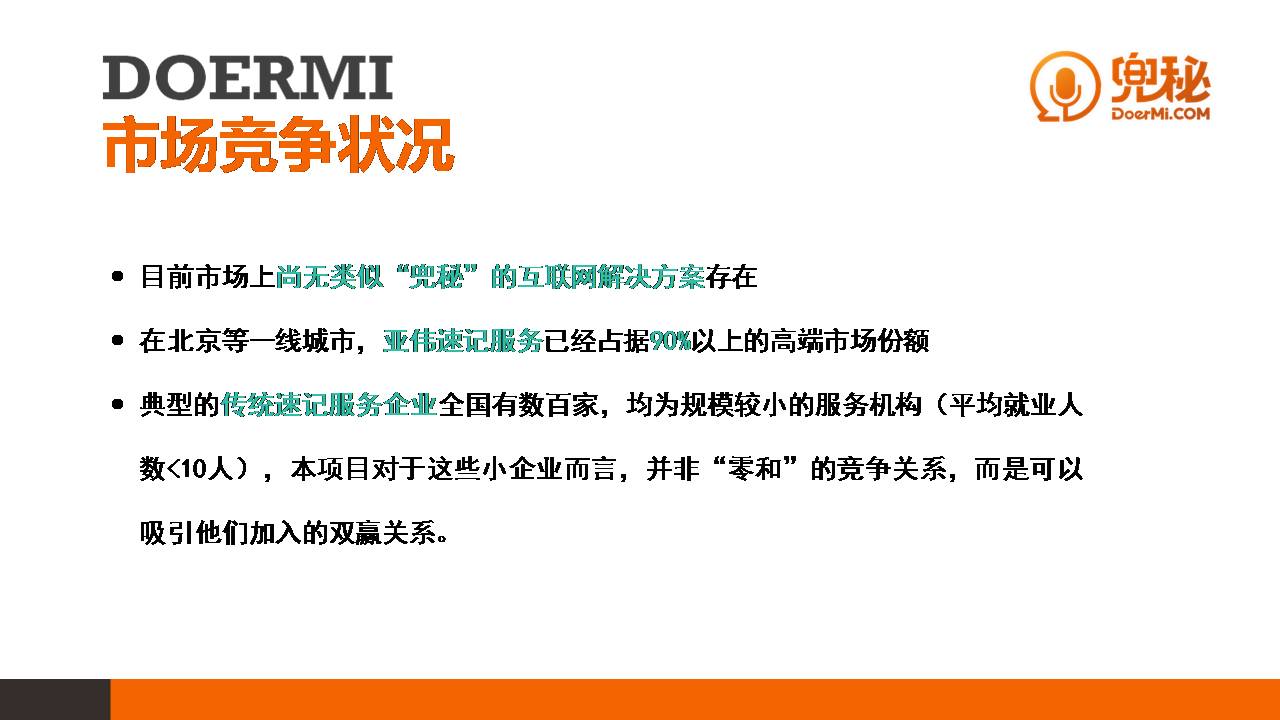 DOERMI
市场竞争状况
兜秘
DoerMi.COM
• 目前市场上尚无类似“兜秘”的互联网解决方案存在
• 在北京等一线城市，亚伟速记服务已经占据90%以上的高端市场份额
• 典型的传统速记服务企业全国有数百家，均为规模较小的服务机构（平均就业人
数<10人），本项目对于这些小企业而言，并非“零和”的竞争关系，而是可以
吸引他们加入的双赢关系。